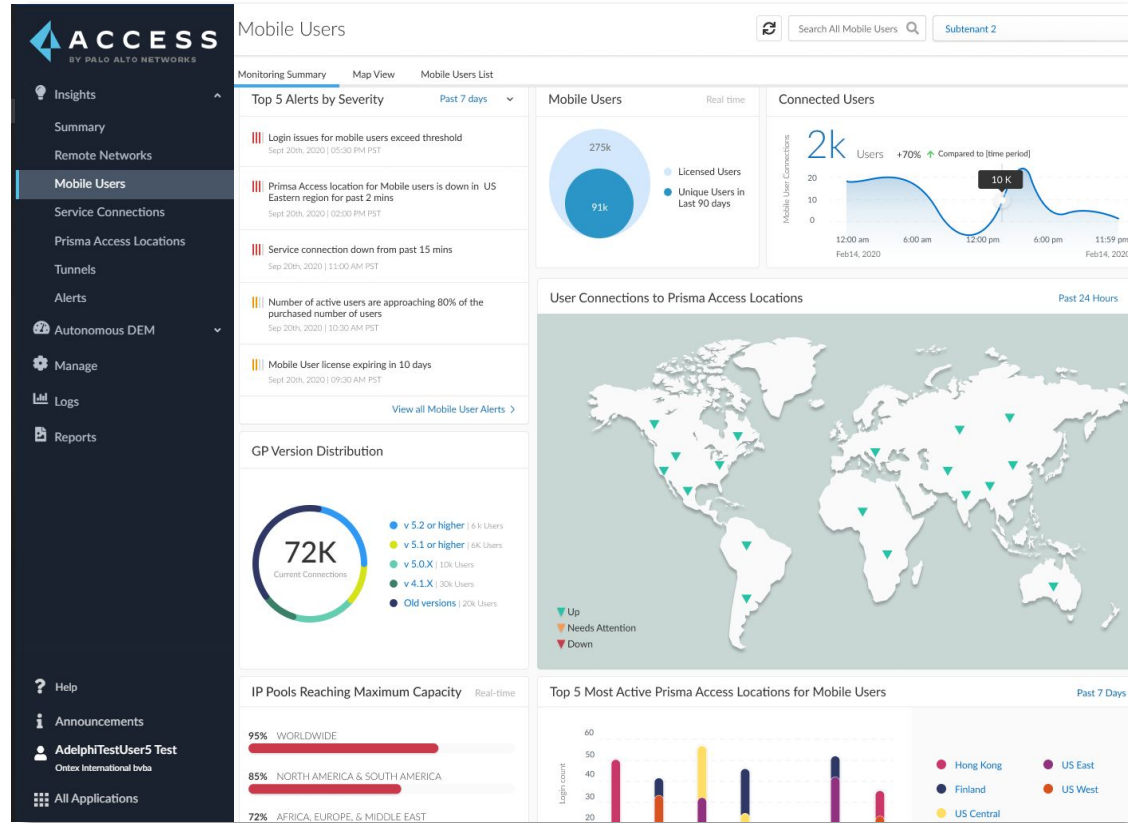 ACCESS
BY PALO ALTO NETWORKS
Insights
Summary
Remote Networks
Mobile Users
Service Connections
Prisma Access Locations
Tunnels
Alerts
Autonomous DEM
Manage
Logs
Reports
Help
Announcements
AdelphiTestUser5 Test
Ontex International bvba
All Applications
Mobile Users
Search All Mobile Users
Subtenant 2
Monitoring Summary
Map View
Mobile Users List
Top 5 Alerts by Severity
Past 7 days
Login issues for mobile users exceed threshold
Sept 20th, 2020 | 05:30 PM PST
Primsa Access location for Mobile users is down in US
Eastern region for past 2 mins
Sept 20th, 2020 | 02:00 PM PST
Service connection down from past 15 mins
Sep 20th, 2020 | 11:00 AM PST
Number of active users are approaching 80% of the
purchased number of users
Sep 20th, 2020 | 10:30 AM PST
Mobile User license expiring in 10 days
Sept 20th, 2020 | 09:30 AM PST
View all Mobile User Alerts
Mobile Users
Real time
275k
91k
Licensed Users
Unique Users in
Last 90 days
Connected Users
2k Users +70% Compared to [time period]
Mobile User Connections
20
10
0
10 K
12:00 am 6:00 am 12:00 pm 6:00 pm 11:59 pm
Feb14, 2020 Feb14, 2020
User Connections to Prisma Access Locations
Past 24 Hours
Up
Needs Attention
Down
GP Version Distribution
72K
Current Connections
v 5.2 or higher | 6 k Users
v 5.1 or higher | 6K Users
v 5.0.X | 10k Users
v 4.1.X | 30k Users
Old versions | 20k Users
IP Pools Reaching Maximum Capacity
Real-time
95% WORLDWIDE
85% NORTH AMERICA & SOUTH AMERICA
72% AFRICA, EUROPE, & MIDDLE EAST
Top 5 Most Active Prisma Access Locations for Mobile Users
Past 7 Days
Login count
60
50
40
30
20
Hong Kong
US East
Finland
US West
US Central